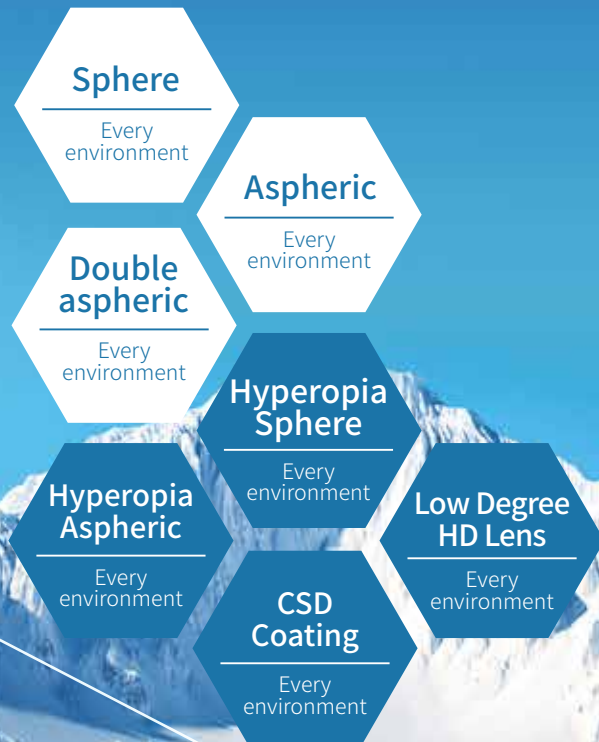 Sphere
Every
environment
Aspheric
Every
environment
Double
aspheric
Every
environment
Hyperopia
Sphere
Every
environment
Hyperopia
Aspheric
Every
environment
Low Degree
HD Lens
Every
environment
CSD
Coating
Every
environment